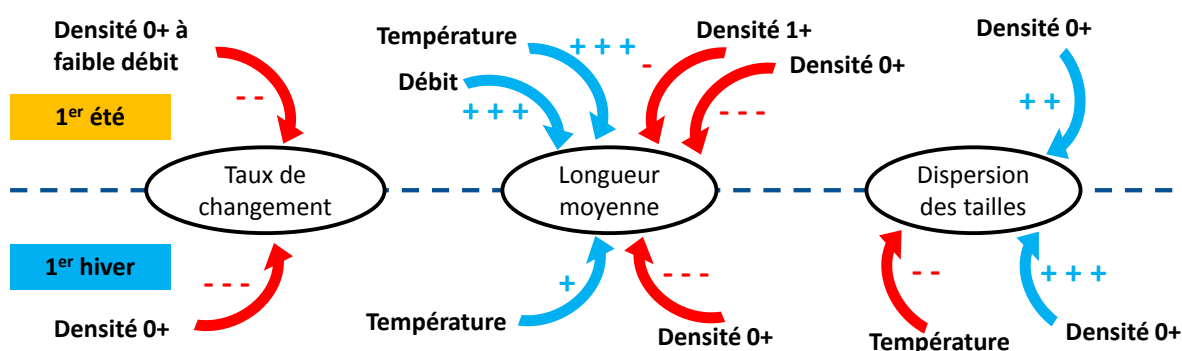 Densité 0+ à
faible débit
- -
Température
+ + +
Débit
+ + +
Densité 1+
-
Densité 0+
- - -
Densité 0+
+ +
1er été
Taux de
changement
Longueur
moyenne
Dispersion
des tailles
1er hiver
- - -
Densité 0+
+
Température
- - -
Densité 0+
- -
Température
+ + +
Densité 0+